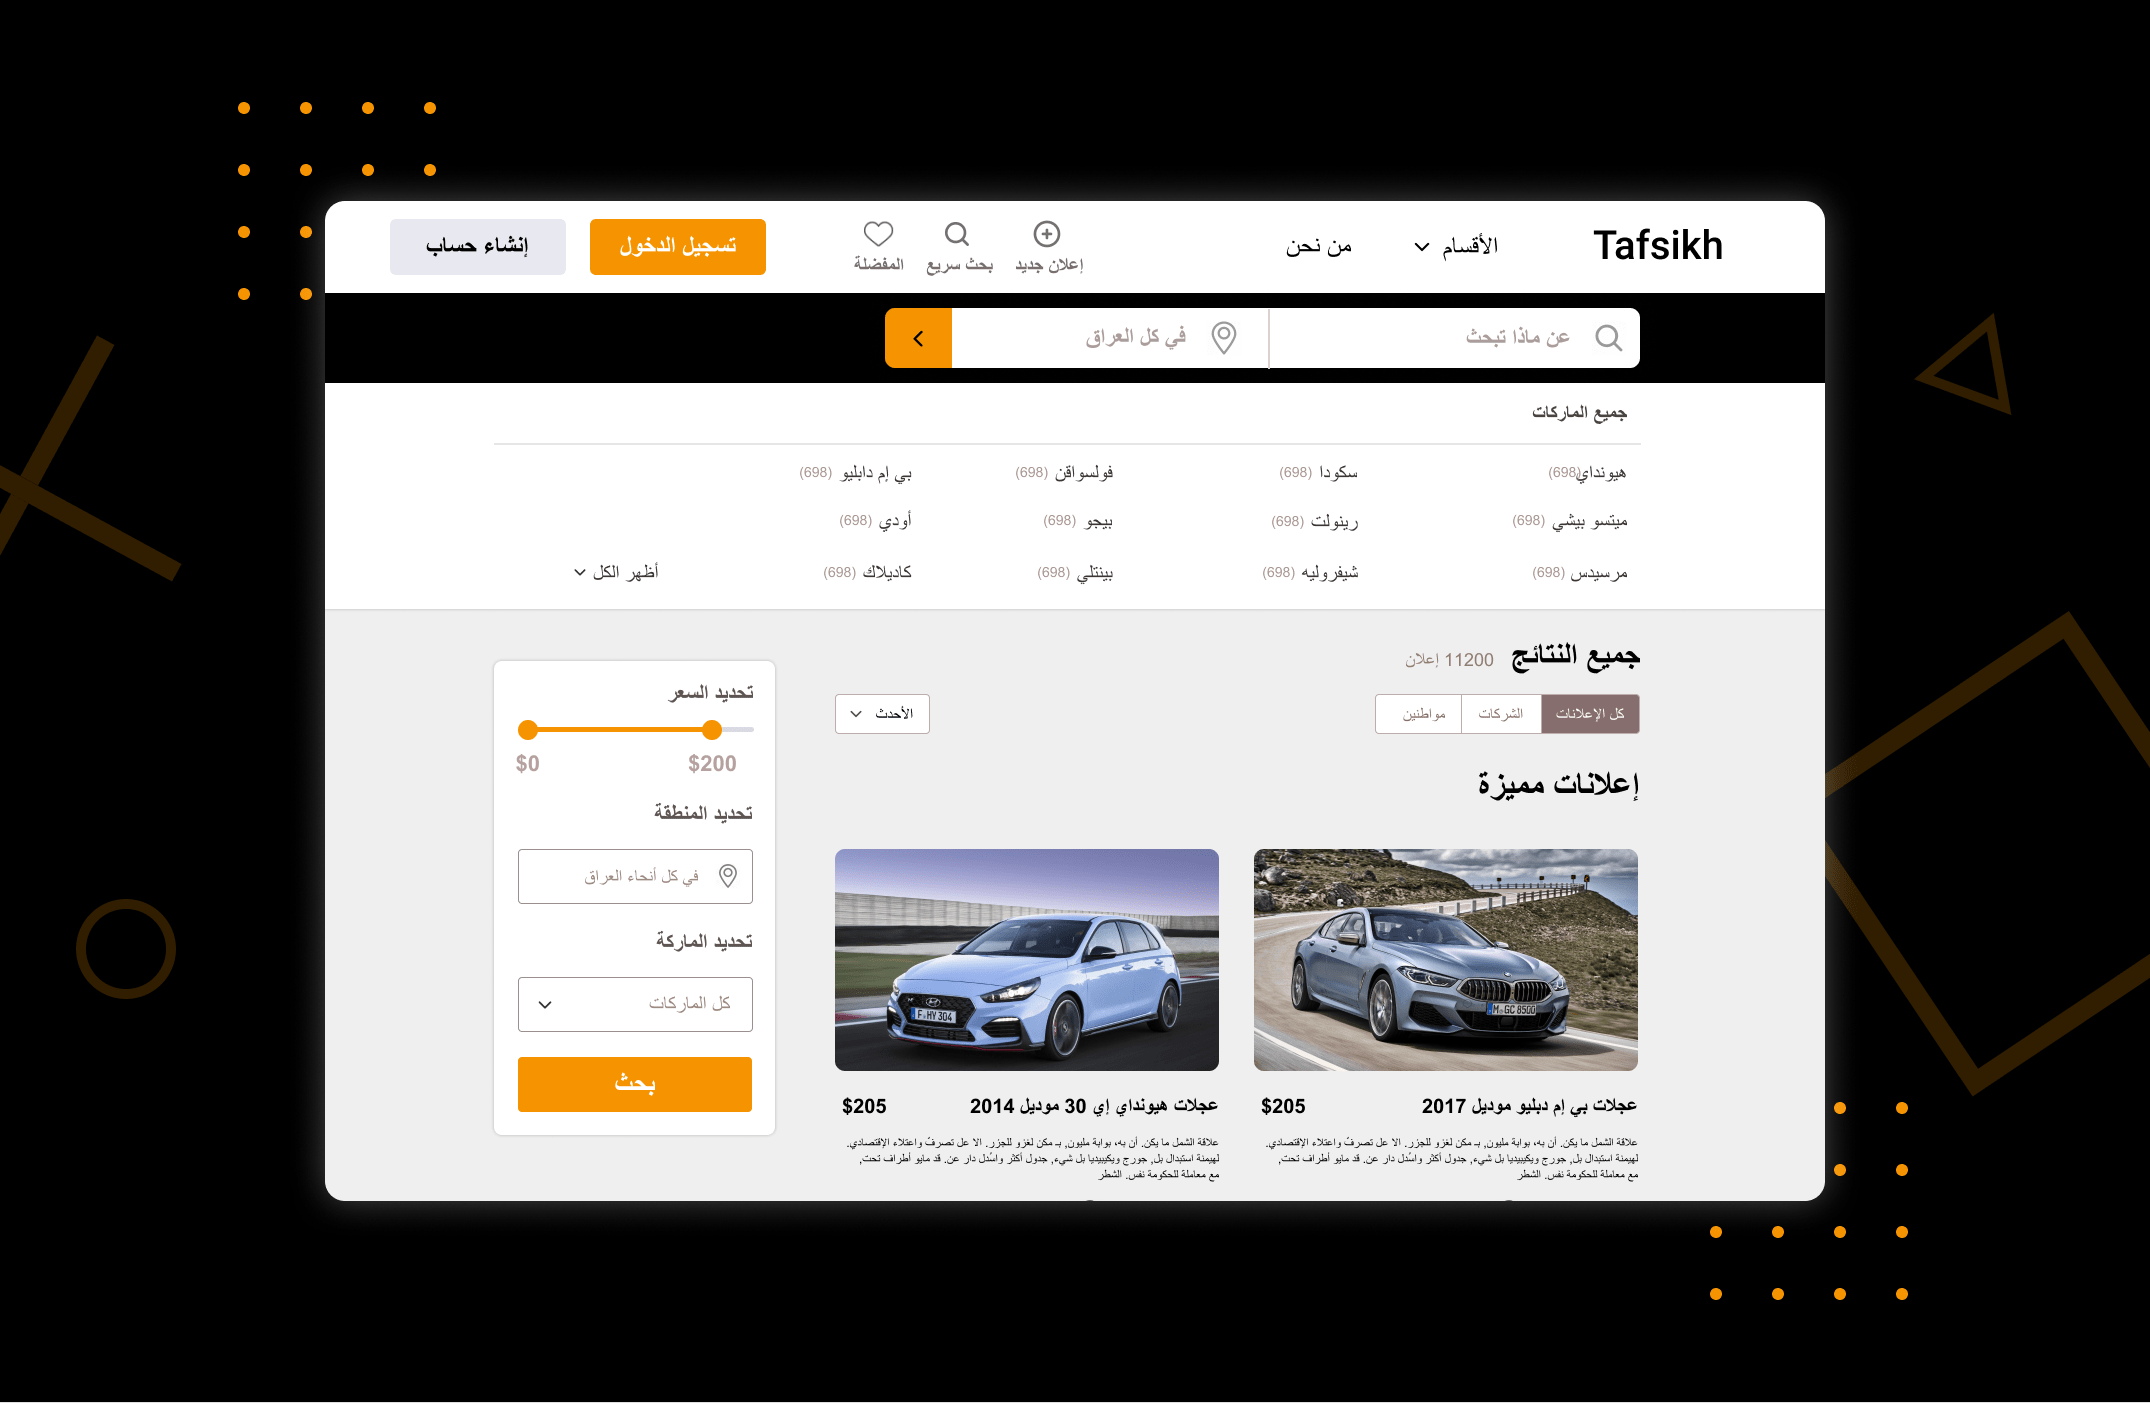 Tafsikh
الأقسام
من نحن
إعلان جديد
بحث سريع
المفضلة
تسجيل الدخول
إنشاء حساب
عن ماذا تبحث
في كل العراق
جميع الماركات
هيونداي (698)
سكودا (698)
فولسواقن (698)
بي إم دابليو (698)
ميتسو بيشي (698)
رينولت (698)
بيجو (698)
أودي (698)
مرسيدس (698)
شيفروليه (698)
بينتلي (698)
كاديلاك (698)
أظهر الكل
جميع النتائج
11200 إعلان
كل الإعلانات
الشركات
مواطنين
الأحدث
إعلانات مميزة
M GC 8500
عجلات بي إم دبليو موديل 2017
$205
علاقة الشمل ما يكن. أن به، بوابة مليون, بـ مكن لغزو للجزر. الا عل تصرفً واعتلاء الإقتصادي.
لهيمنة استبدال بل, جورج ويكيبيديا بل شيء, جدول أكثر واسُدل دار عن. قد مايو أطراف تحت,
مع معاملة للحكومة نفس. الشطر
F HY 304
عجلات هيونداي إي 30 موديل 2014
$205
علاقة الشمل ما يكن. أن به، بوابة مليون, بـ مكن لغزو للجزر. الا عل تصرفً واعتلاء الإقتصادي.
لهيمنة استبدال بل, جورج ويكيبيديا بل شيء, جدول أكثر واسُدل دار عن. قد مايو أطراف تحت,
مع معاملة للحكومة نفس. الشطر
تحديد السعر
$200
$0
تحديد المنطقة
في كل أنحاء العراق
تحديد الماركة
كل الماركات
بحث